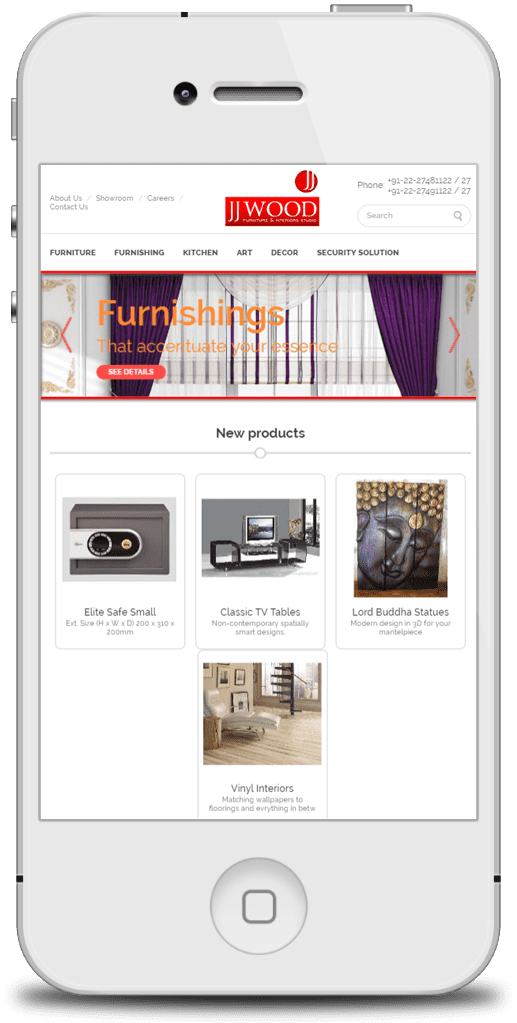 About Us / Showroom / Careers /
Contact Us
JJ
JJ WOOD
FURNITURE & INTERIORS STUDIO
Phone: +91-22-27481122 / 27
+91-22-27491122 / 27
Search
FURNITURE FURNISHING KITCHEN ART DECOR SECURITY SOLUTION
Furnishings
That accentuate your essence
SEE DETAILS
New products
Elite Safe Small
Ext. Size (H x W x D) 200 x 310 x
200mm
Classic TV Tables
Non-contemporary spatially
smart designs.
Lord Buddha Statues
Modern design in 3D for your
mantelpiece
Vinyl Interiors
Matching wallpapers to
floorings and evrything in betw